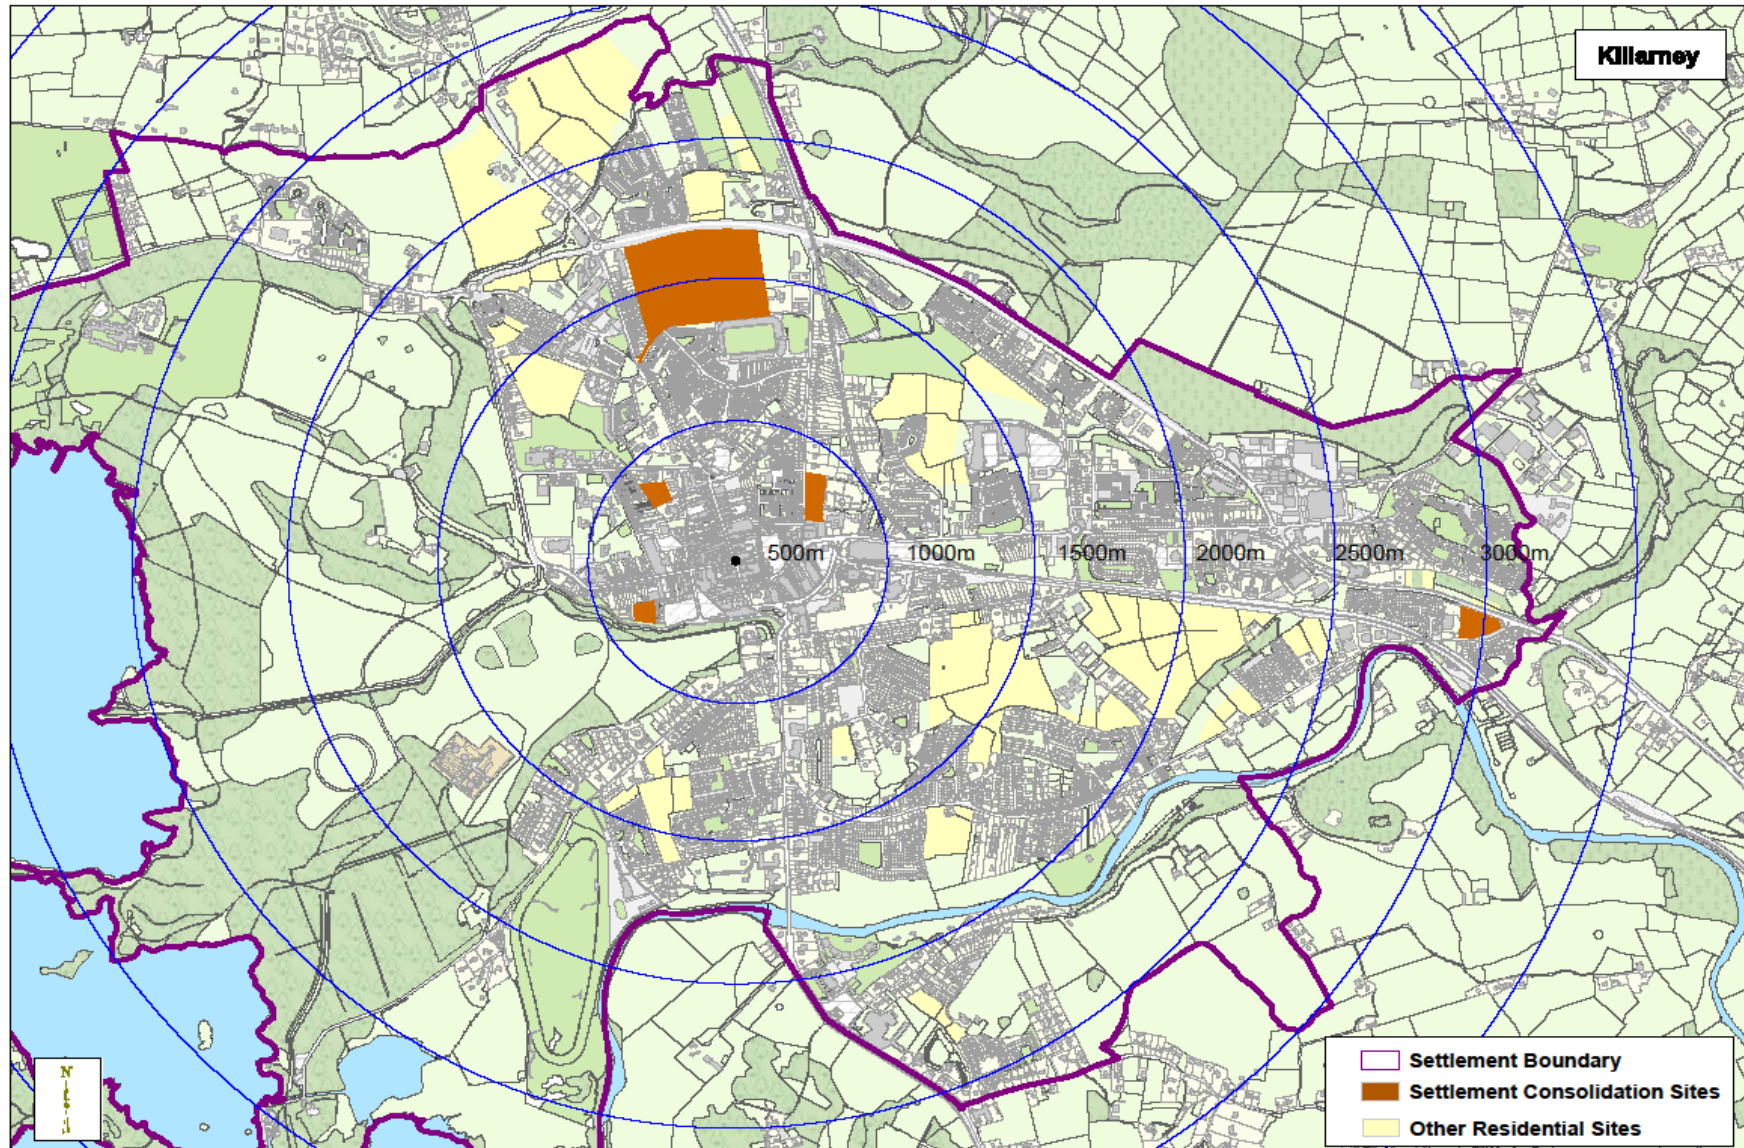 Killarney
500m 1000m 1500m 2000m 2500m 3000m
N
Settlement Boundary
Settlement Consolidation Sites
Other Residential Sites